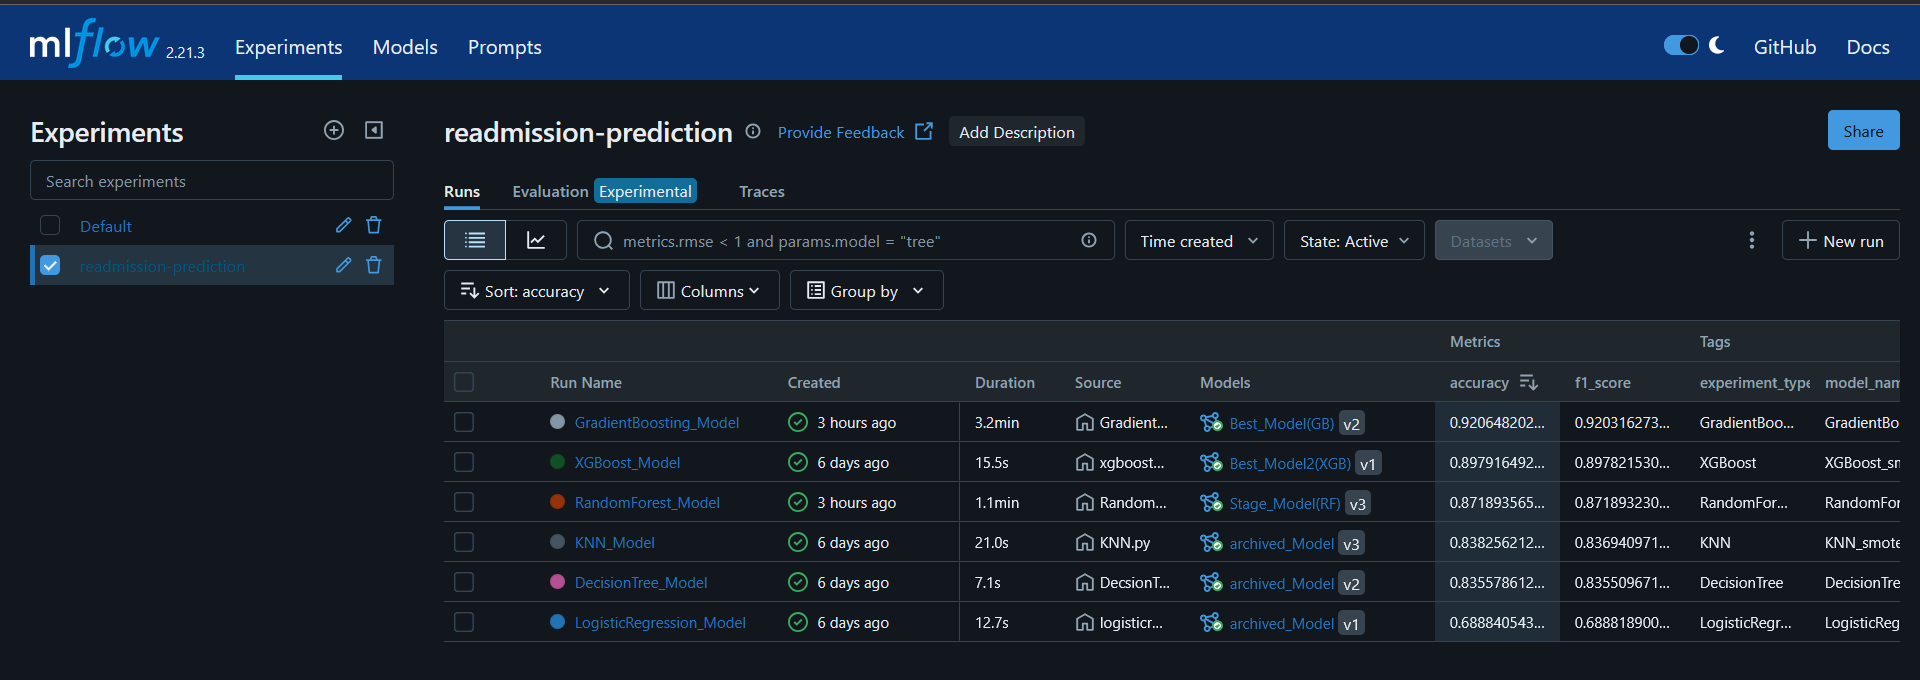 mlflow 2.21.3 Experiments Models Prompts GitHub Docs
Experiments
Search experiments
Default
readmission-prediction
readmission-prediction Provide Feedback Add Description Share
Runs Evaluation Experimental Traces
metrics.rmse < 1 and params.model = "tree" Time created State: Active Datasets New run
Sort: accuracy Columns Group by
Metrics Tags
Run Name Created Duration Source Models accuracy f1_score experiment_type model_nam
GradientBoosting_Model 3 hours ago 3.2min Gradient... Best_Model(GB) v2 0.920648202... 0.920316273... GradientBoo... GradientBo
XGBoost_Model 6 days ago 15.5s xgboost... Best_Model2(XGB) v1 0.897916492... 0.897821530... XGBoost XGBoost_sm
RandomForest_Model 3 hours ago 1.1min Random... Stage_Model(RF) v3 0.871893565... 0.871893230... RandomFor... RandomFor
KNN_Model 6 days ago 21.0s KNN.py archived_Model v3 0.838256212... 0.836940971... KNN KNN_smote
DecisionTree_Model 6 days ago 7.1s DecsionT... archived_Model v2 0.835578612... 0.835509671... DecisionTree DecisionTre
LogisticRegression_Model 6 days ago 12.7s logisticr... archived_Model v1 0.688840543... 0.688818900... LogisticRegr... LogisticReg